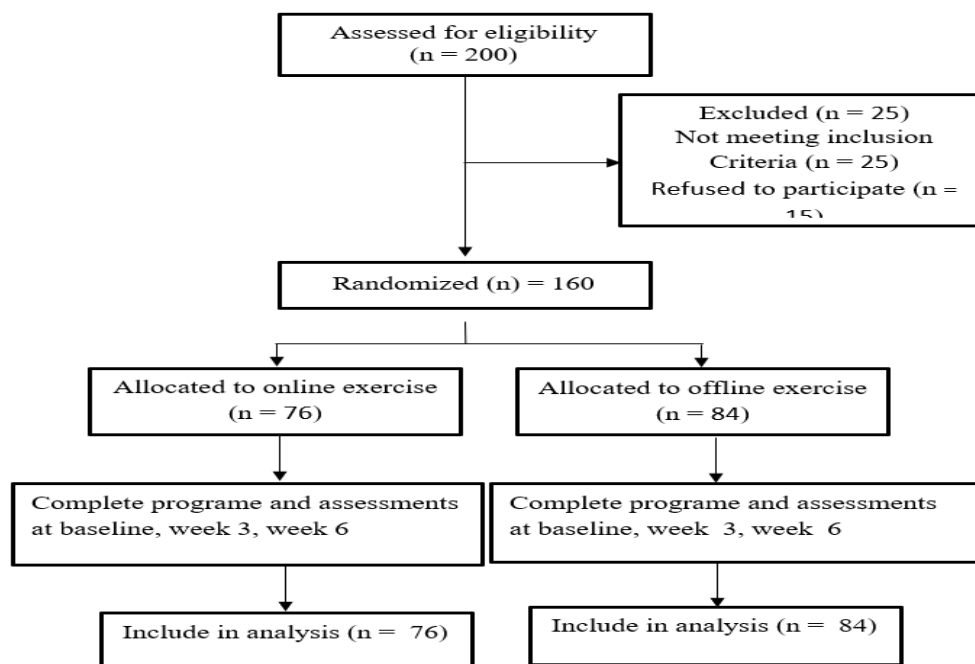 Assessed for eligibility
(n = 200)
Excluded (n = 25)
Not meeting inclusion
Criteria (n = 25)
Refused to participate (n =
15)
Randomized (n) = 160
Allocated to online exercise
(n = 76)
Allocated to offline exercise
(n = 84)
Complete programe and assessments
at baseline, week 3, week 6
Complete programe and assessments
at baseline, week  3, week  6
Include in analysis (n =  76)
Include in analysis (n =  84)